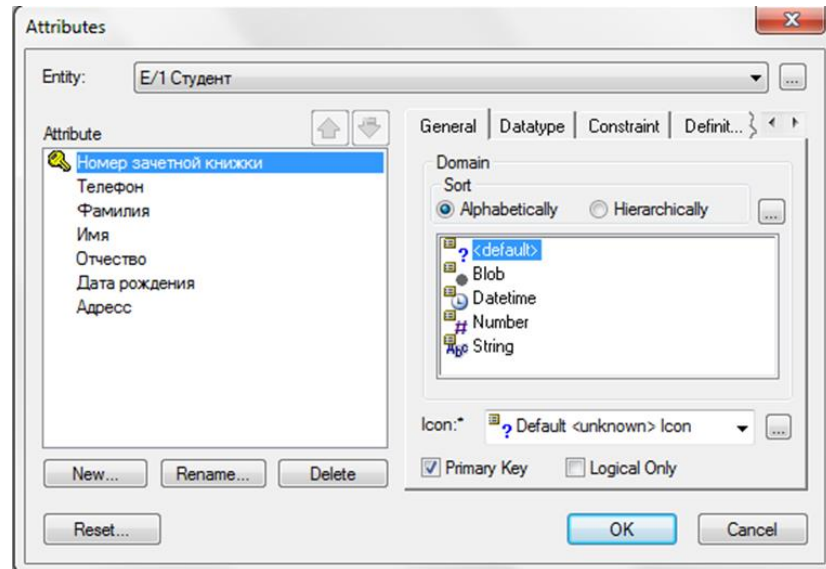 Attributes
Entity: E/1 Студент ...
Attribute
Номер зачетной книжки
Телефон
Фамилия
Имя
Отчество
Дата рождения
Адресс
New... Rename... Delete
General Datatype Constraint Definit...
Domain
Sort
Alphabetically Hierarchically ...
<default>
Blob
Datetime
Number
String
Icon:* Default <unknown> Icon ...
Primary Key Logical Only
Reset... OK Cancel